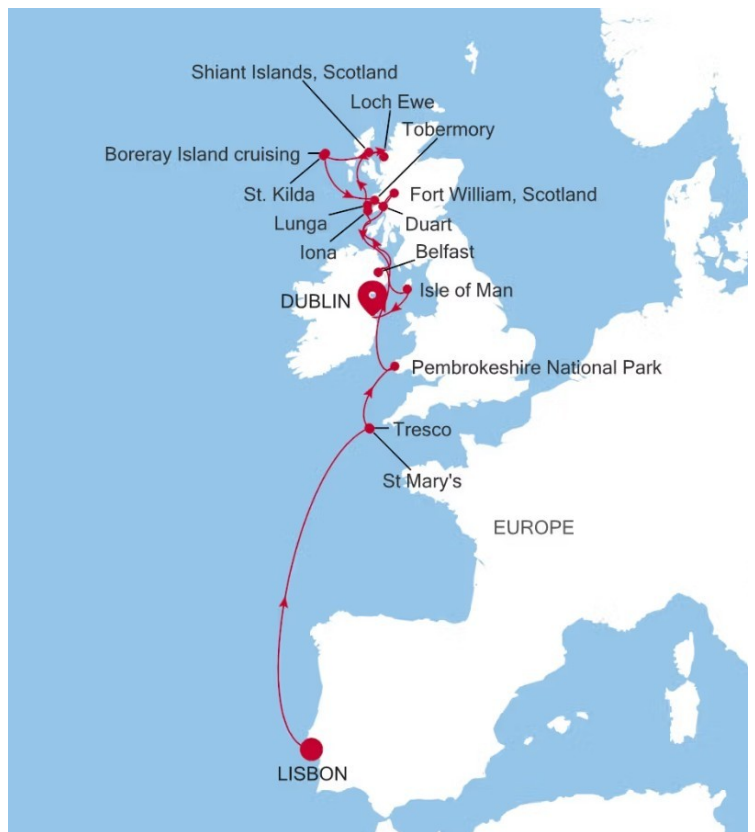 Shiant Islands, Scotland
Loch Ewe
Tobermory
Boreray Island cruising
St. Kilda
Fort William, Scotland
Lunga
Duart
Iona
Belfast
DUBLIN
Isle of Man
Pembrokeshire National Park
Tresco
St Mary's
EUROPE
LISBON